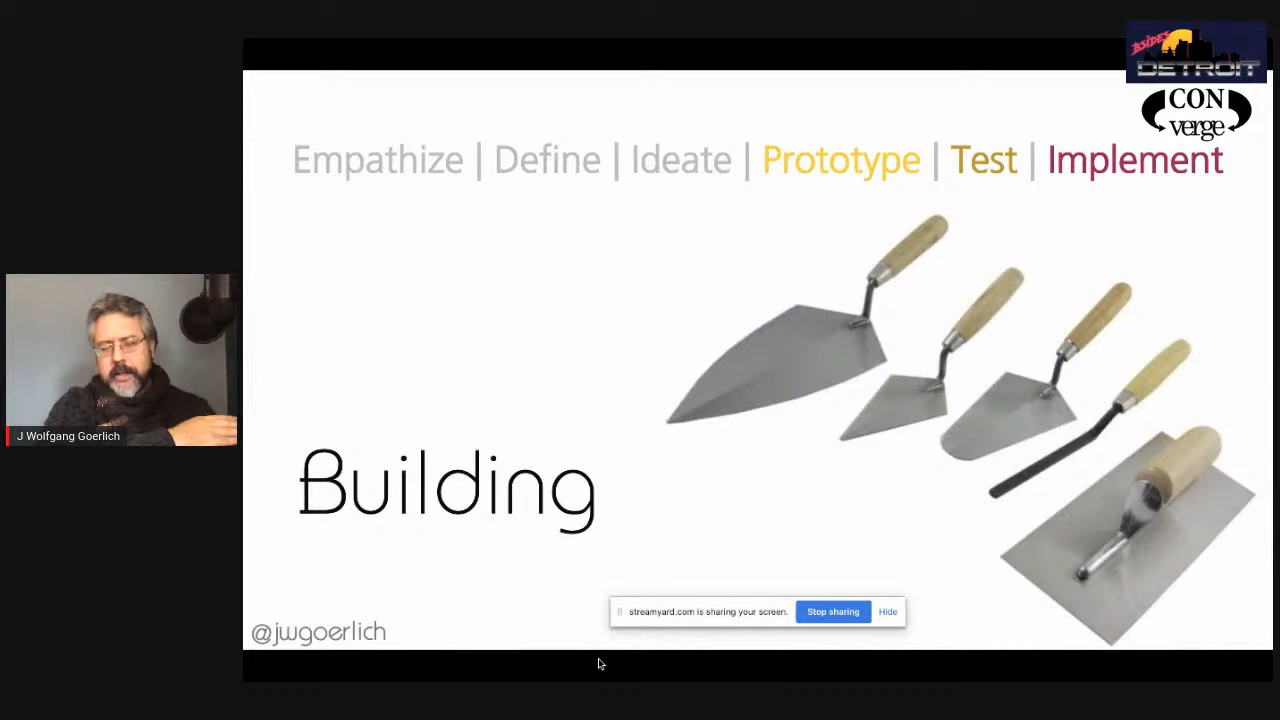 BSIDES
DETROIT
CON
verge
Empathize | Define | Ideate | Prototype | Test | Implement
J Wolfgang Goerlich
Building
streamyard.com is sharing your screen. Stop sharing Hide
@jwgoerlich